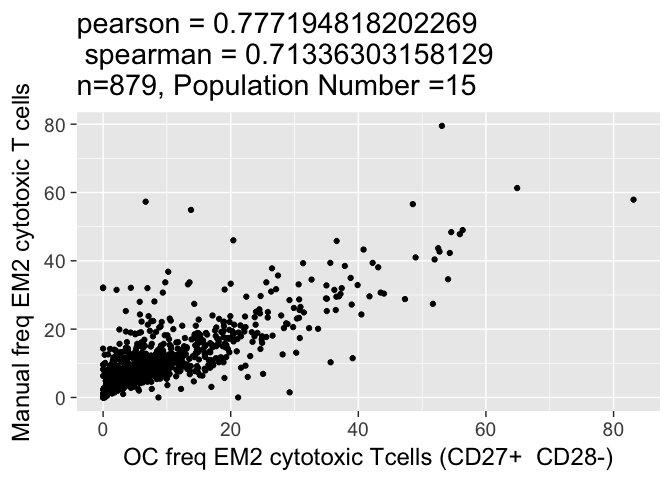 pearson = 0.777194818202269
spearman = 0.71336303158129
n=879, Population Number =15
Manual freq EM2 cytotoxic T cells
80
60
40
20
0
0 20 40 60 80
OC freq EM2 cytotoxic Tcells (CD27+  CD28-)